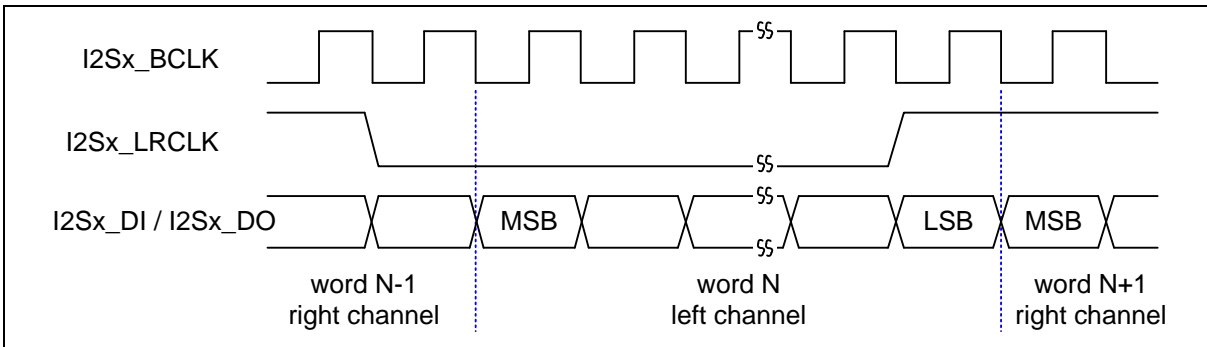 I2Sx_BCLK
I2Sx_LRCLK
I2Sx_DI / I2Sx_DO
MSB
LSB
MSB
word N-1
right channel
word N
left channel
word N+1
right channel